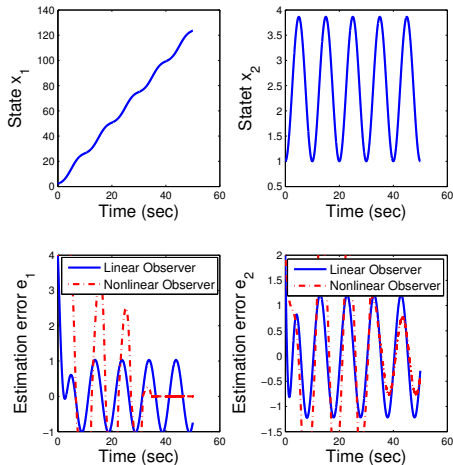 140
120
100
80
60
40
20
0
0 20 40 60
State x1
Time (sec)
4
3.5
3
2.5
2
1.5
1
0.5
0 20 40 60
Statet x2
Time (sec)
4
3
2
1
0
−1
0 20 40 60
Estimation error e1
Time (sec)
Linear Observer
Nonlinear Observer
2
1.5
1
0.5
0
−0.5
−1
−1.5
0 20 40 60
Estimation error e2
Time (sec)
Linear Observer
Nonlinear Observer